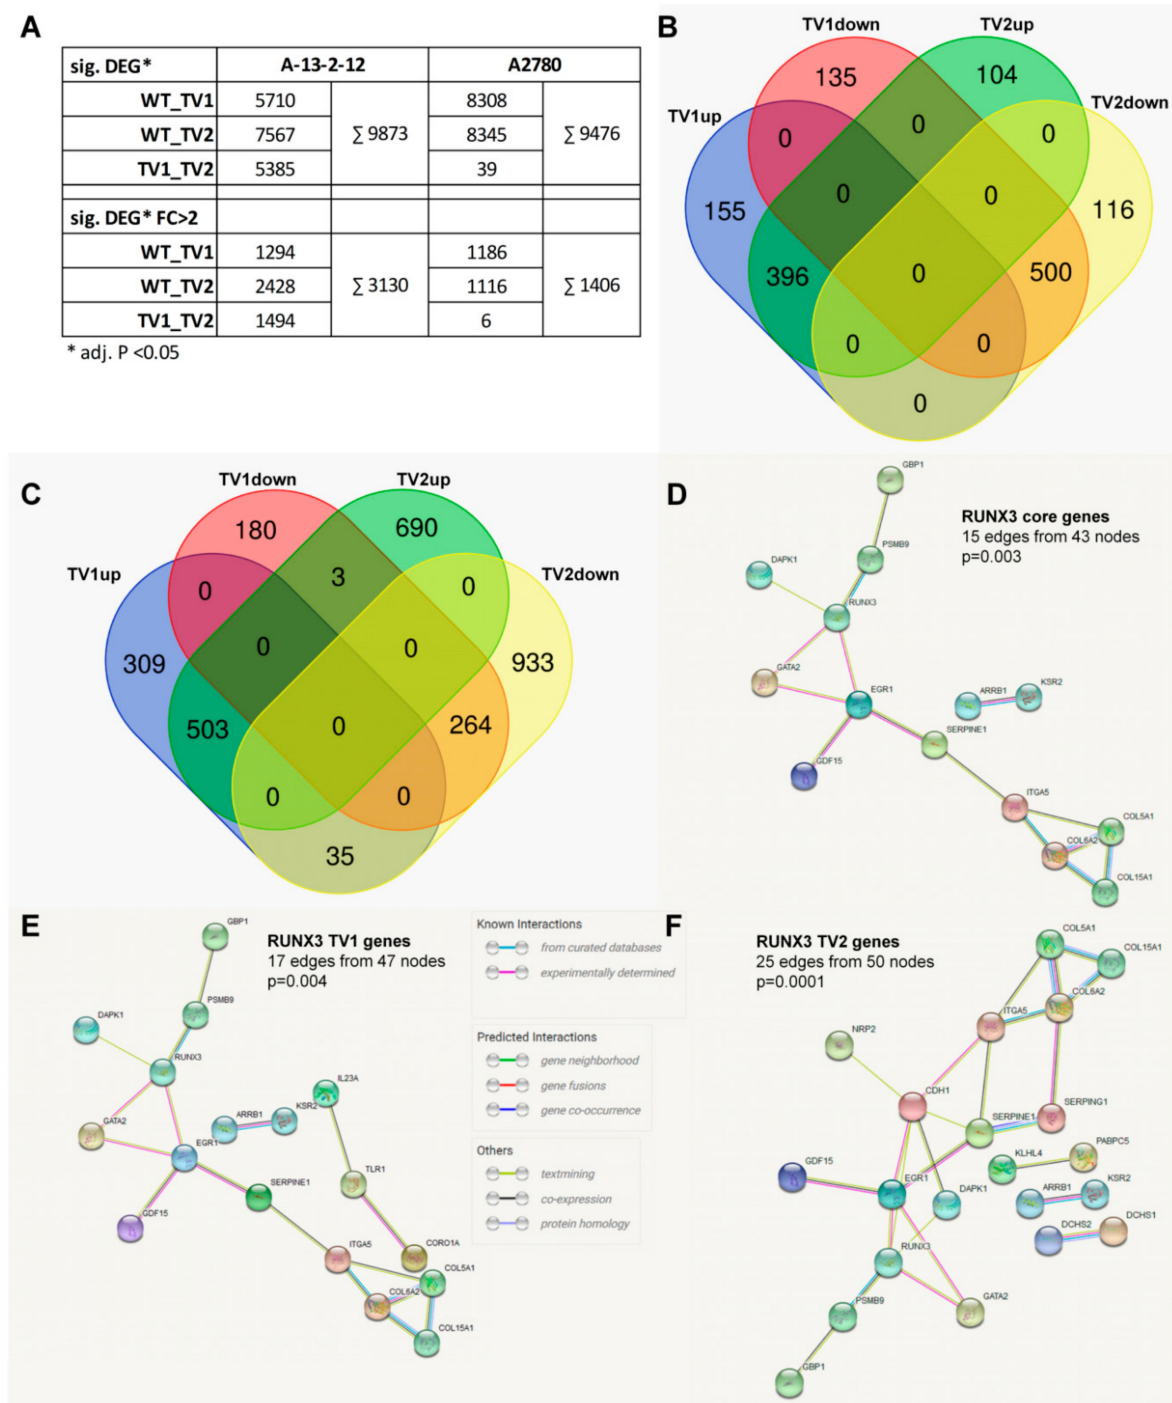 A
sig. DEG* A-13-2-12 A2780
WT_TV1 5710 8308
WT_TV2 7567 ∑ 9873 8345 ∑ 9476
TV1_TV2 5385 39
sig. DEG* FC>2
WT_TV1 1294 1186
WT_TV2 2428 ∑ 3130 1116 ∑ 1406
TV1_TV2 1494 6
* adj. P <0.05
B
TV1down TV2up
TV1up TV2down
135 104
0 0 0
155 0 0 116
396 0 500
0 0
0
C
TV1down TV2up
TV1up TV2down
180 690
0 3 0
309 0 0 933
503 0 264
0 0
35
D
RUNX3 core genes
15 edges from 43 nodes
p=0.003
GBP1
PSMB9
DAPK1
RUNX3
GATA2
EGR1
ARRB1
KSR2
SERPINE1
GDF15
ITGA5
COL5A1
COL6A2
COL15A1
E
RUNX3 TV1 genes
17 edges from 47 nodes
p=0.004
GBP1
PSMB9
DAPK1
RUNX3
IL23A
ARRB1
KSR2
GATA2
EGR1
TLR1
SERPINE1
GDF15
ITGA5
CORO1A
COL5A1
COL6A2
COL15A1
Known Interactions
from curated databases
experimentally determined
Predicted Interactions
gene neighborhood
gene fusions
gene co-occurrence
Others
textmining
co-expression
protein homology
F
RUNX3 TV2 genes
25 edges from 50 nodes
p=0.0001
COL5A1
COL15A1
COL6A2
ITGA5
NRP2
CDH1
SERPING1
SERPINE1
PABPC5
KLHL4
GDF15
EGR1
DAPK1
ARRB1
KSR2
DCHS2
DCHS1
RUNX3
PSMB9
GATA2
GBP1